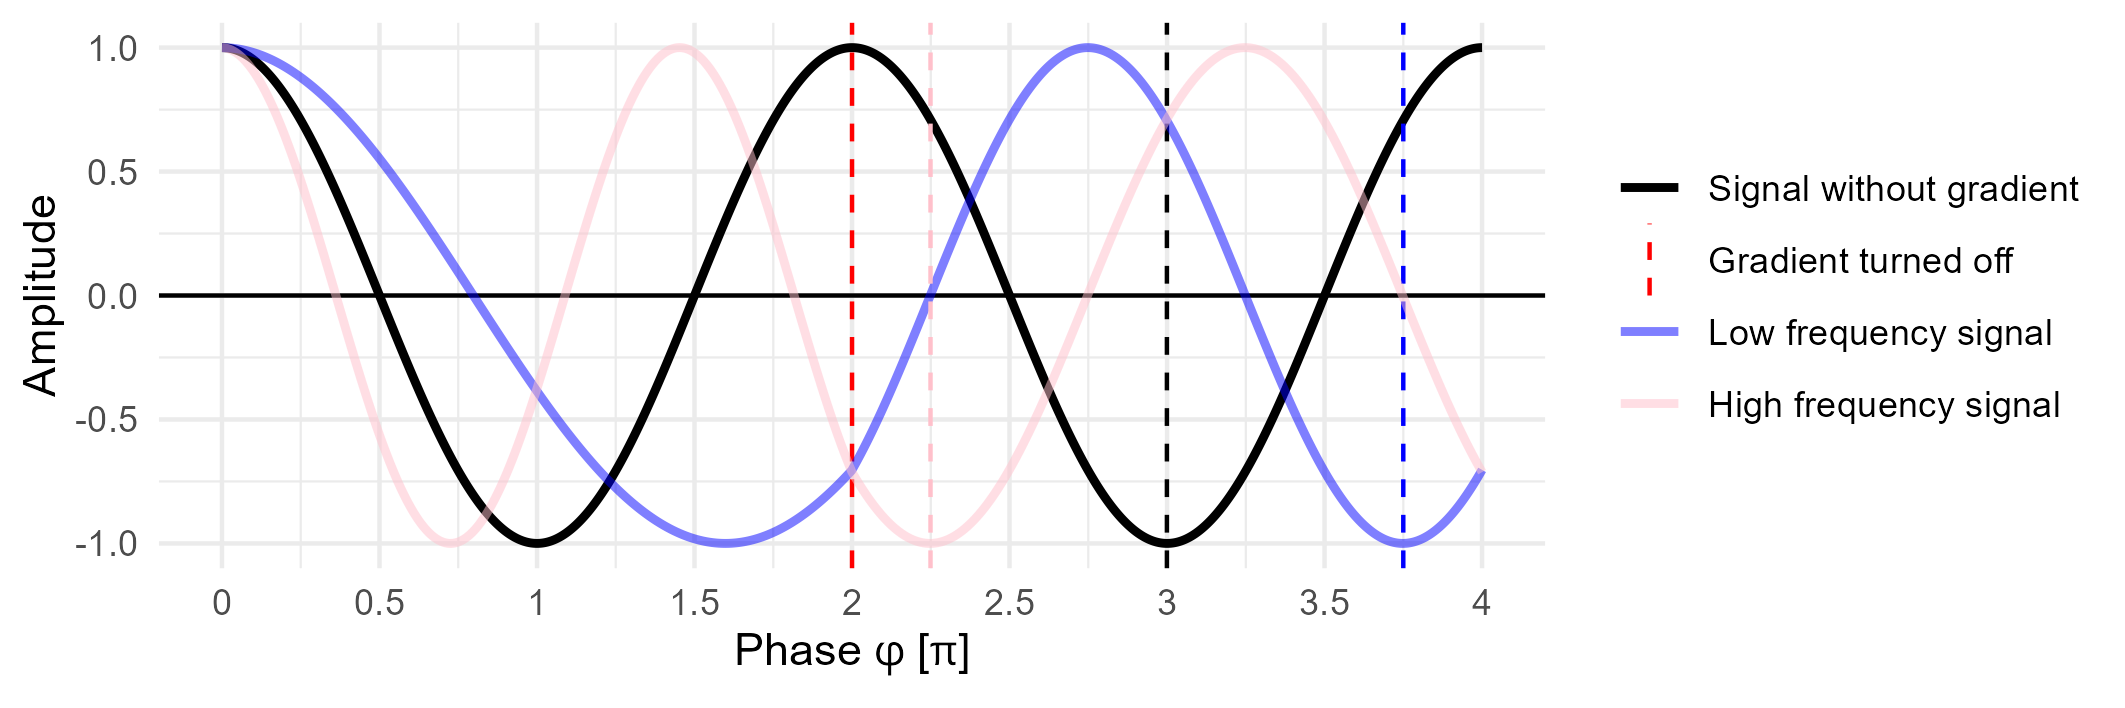 Amplitude
1.0
0.5
0.0
-0.5
-1.0
0 0.5 1 1.5 2 2.5 3 3.5 4
Phase φ [π]
Signal without gradient
Gradient turned off
Low frequency signal
High frequency signal